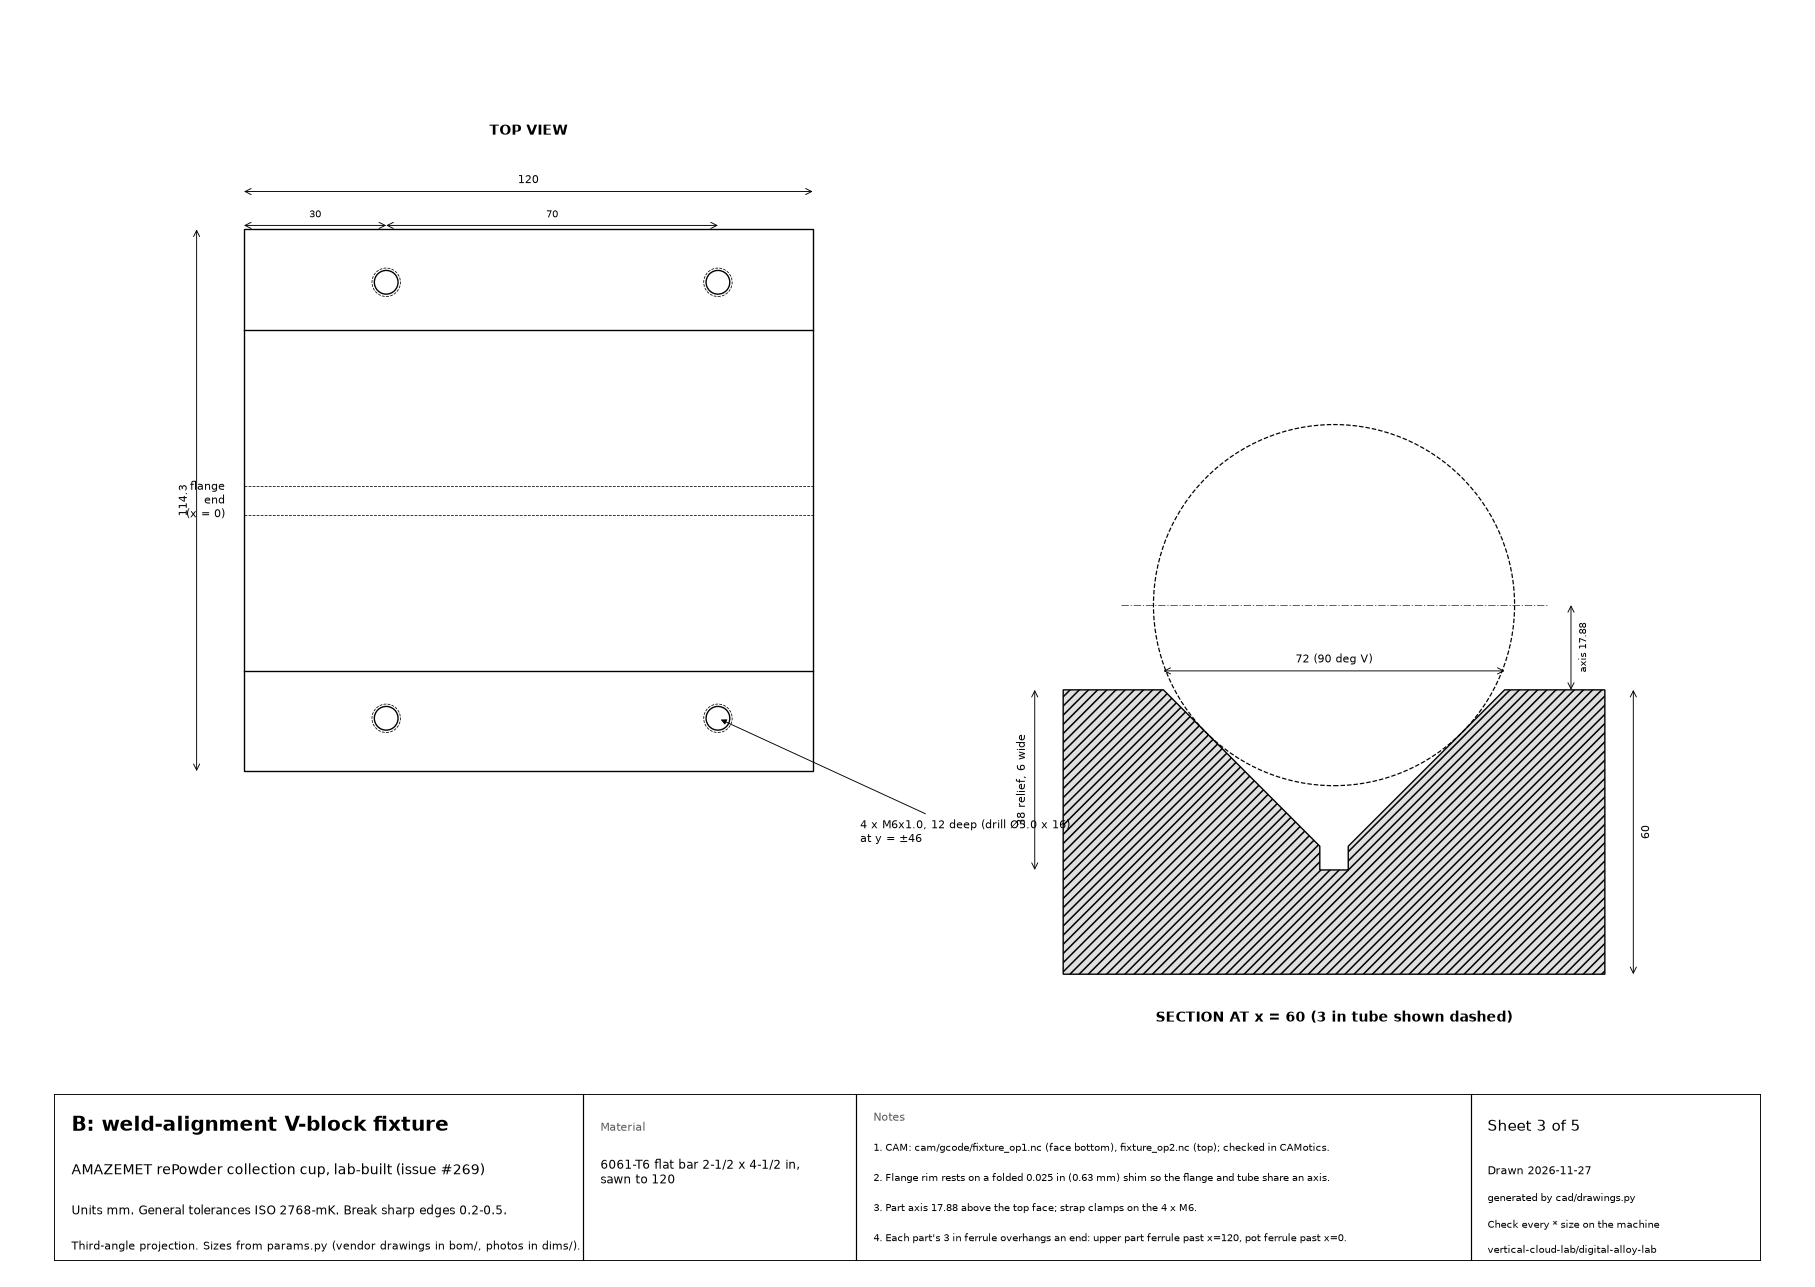 TOP VIEW
120
30
70
114.3
flange
end
(x = 0)
72 (90 deg V)
axis 17.88
38 relief, 6 wide
4 x M6x1.0, 12 deep (drill Ø5.0 x 16)
at y = ±46
60
SECTION AT x = 60 (3 in tube shown dashed)
B: weld-alignment V-block fixture
AMAZEMET rePowder collection cup, lab-built (issue #269)
Units mm. General tolerances ISO 2768-mK. Break sharp edges 0.2-0.5.
Third-angle projection. Sizes from params.py (vendor drawings in bom/, photos in dims/).
Material
6061-T6 flat bar 2-1/2 x 4-1/2 in,
sawn to 120
Notes
1. CAM: cam/gcode/fixture_op1.nc (face bottom), fixture_op2.nc (top); checked in CAMotics.
2. Flange rim rests on a folded 0.025 in (0.63 mm) shim so the flange and tube share an axis.
3. Part axis 17.88 above the top face; strap clamps on the 4 x M6.
4. Each part's 3 in ferrule overhangs an end: upper part ferrule past x=120, pot ferrule past x=0.
Sheet 3 of 5
Drawn 2026-11-27
generated by cad/drawings.py
Check every * size on the machine
vertical-cloud-lab/digital-alloy-lab